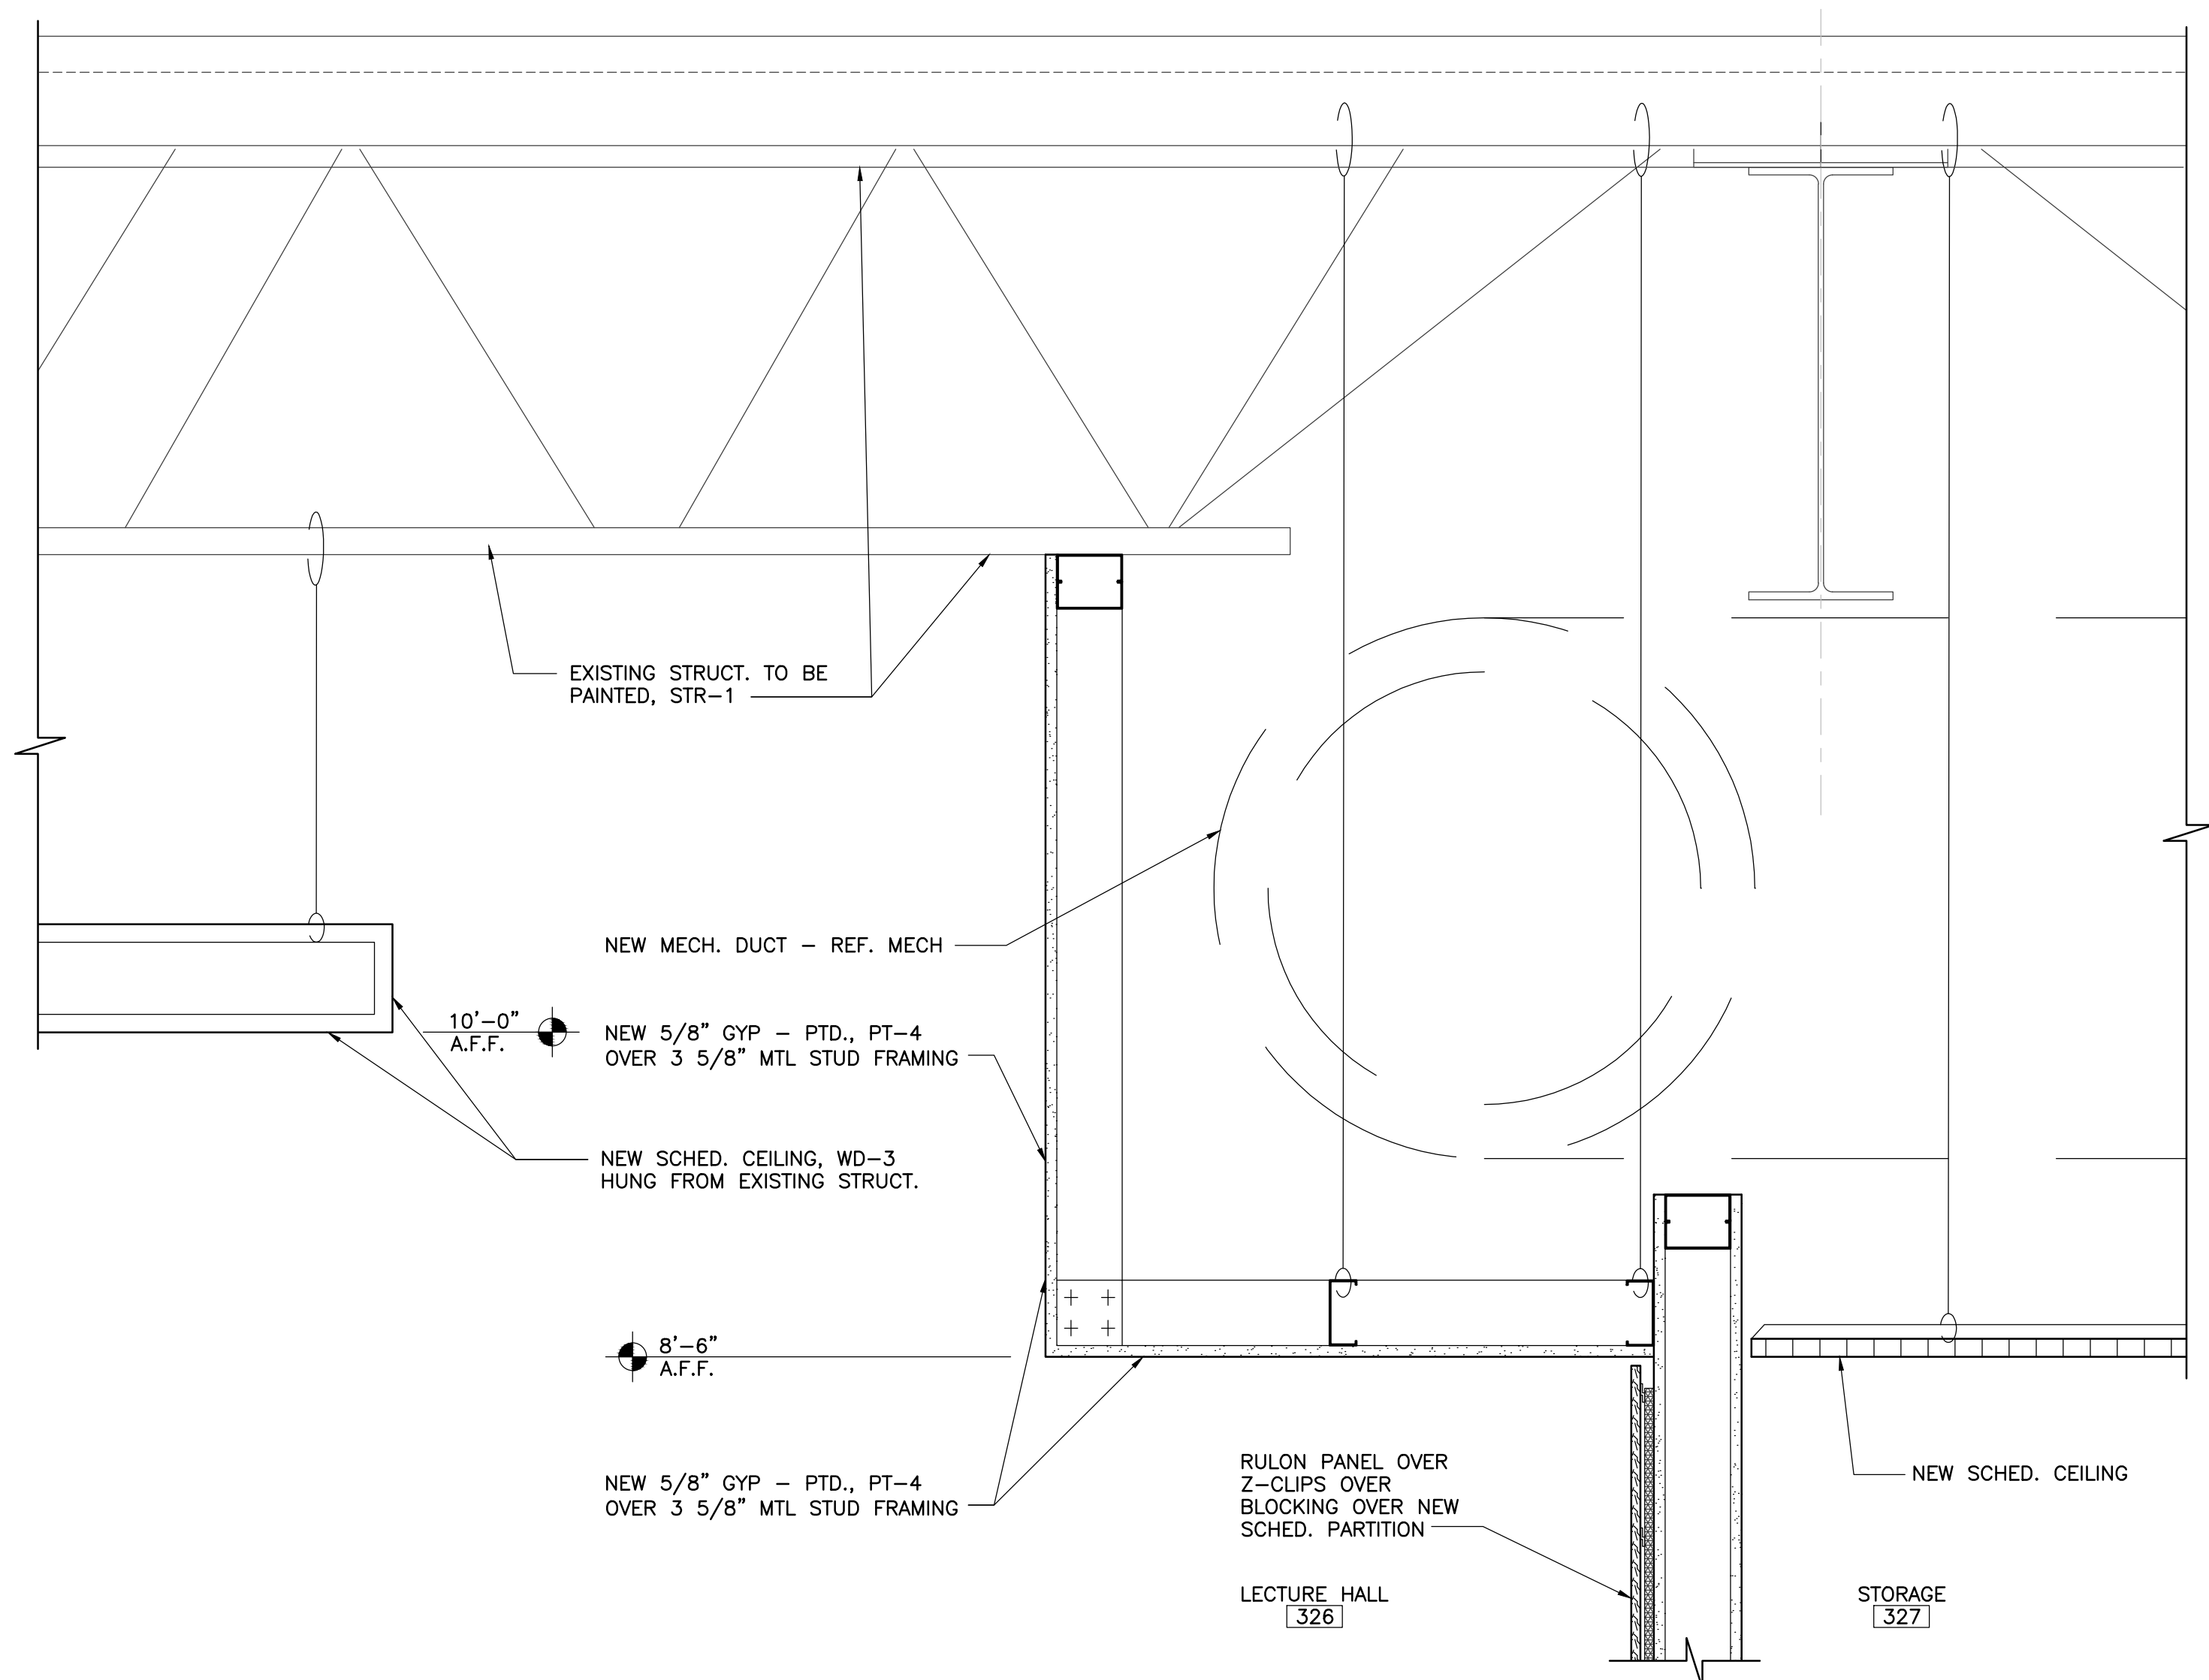 EXISTING STRUCT. TO BE
PAINTED, STR-1
NEW MECH. DUCT - REF. MECH
10'-0"
A.F.F.
NEW 5/8" GYP - PTD., PT-4
OVER 3 5/8" MTL STUD FRAMING
NEW SCHED. CEILING, WD-3
HUNG FROM EXISTING STRUCT.
8'-6"
A.F.F.
NEW 5/8" GYP - PTD., PT-4
OVER 3 5/8" MTL STUD FRAMING
RULON PANEL OVER
Z-CLIPS OVER
BLOCKING OVER NEW
SCHED. PARTITION
NEW SCHED. CEILING
LECTURE HALL
326
STORAGE
327